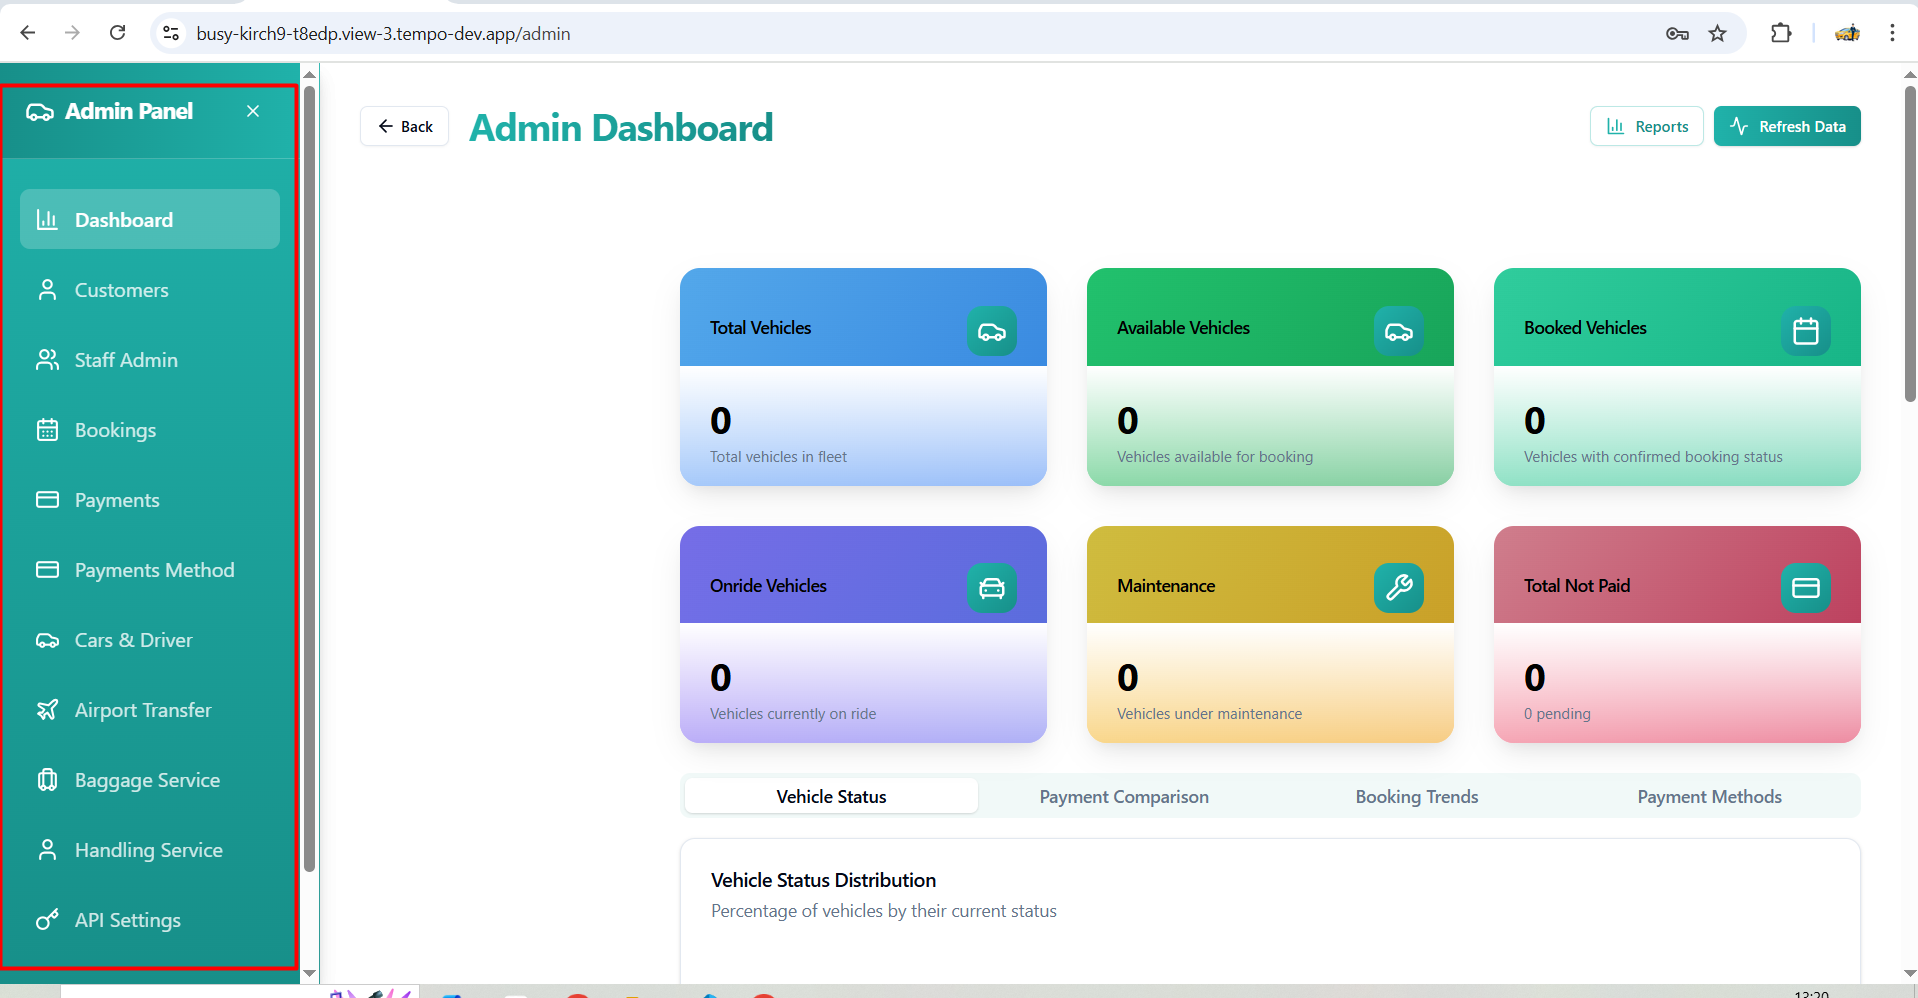 busy-kirch9-t8edp.view-3.tempo-dev.app/admin
Admin Panel
Dashboard
Customers
Staff Admin
Bookings
Payments
Payments Method
Cars & Driver
Airport Transfer
Baggage Service
Handling Service
API Settings
Back
Admin Dashboard
Reports
Refresh Data
Total Vehicles
0
Total vehicles in fleet
Available Vehicles
0
Vehicles available for booking
Booked Vehicles
0
Vehicles with confirmed booking status
Onride Vehicles
0
Vehicles currently on ride
Maintenance
0
Vehicles under maintenance
Total Not Paid
0
0 pending
Vehicle Status
Payment Comparison
Booking Trends
Payment Methods
Vehicle Status Distribution
Percentage of vehicles by their current status